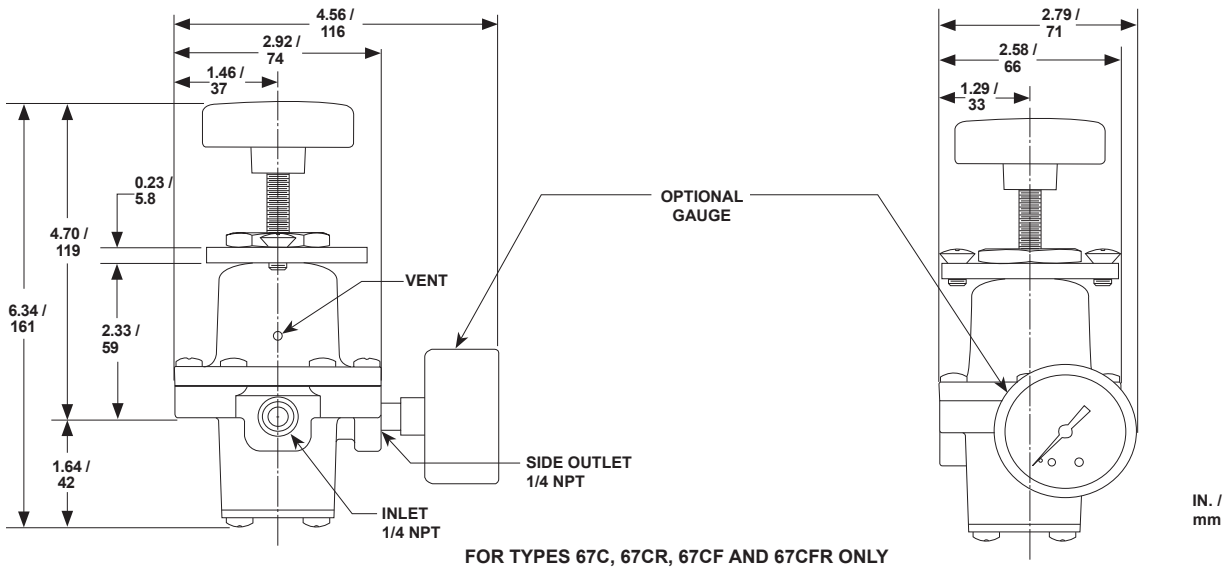 4.56 /
116
2.92 /
74
1.46 /
37
0.23 /
5.8
4.70 /
119
6.34 /
161
2.33 /
59
1.64 /
42
VENT
OPTIONAL
GAUGE
SIDE OUTLET
1/4 NPT
INLET
1/4 NPT
2.79 /
71
2.58 /
66
1.29 /
33
IN. /
mm
FOR TYPES 67C, 67CR, 67CF AND 67CFR ONLY